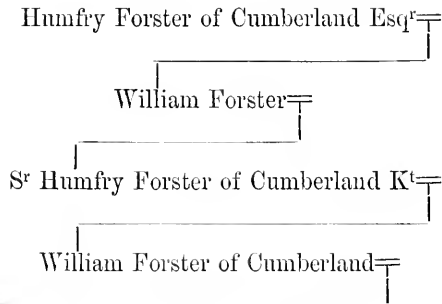 Humfry Forster of Cumberland Esqʳ
William Forster
Sʳ Humfry Forster of Cumberland Kᵗ
William Forster of Cumberland